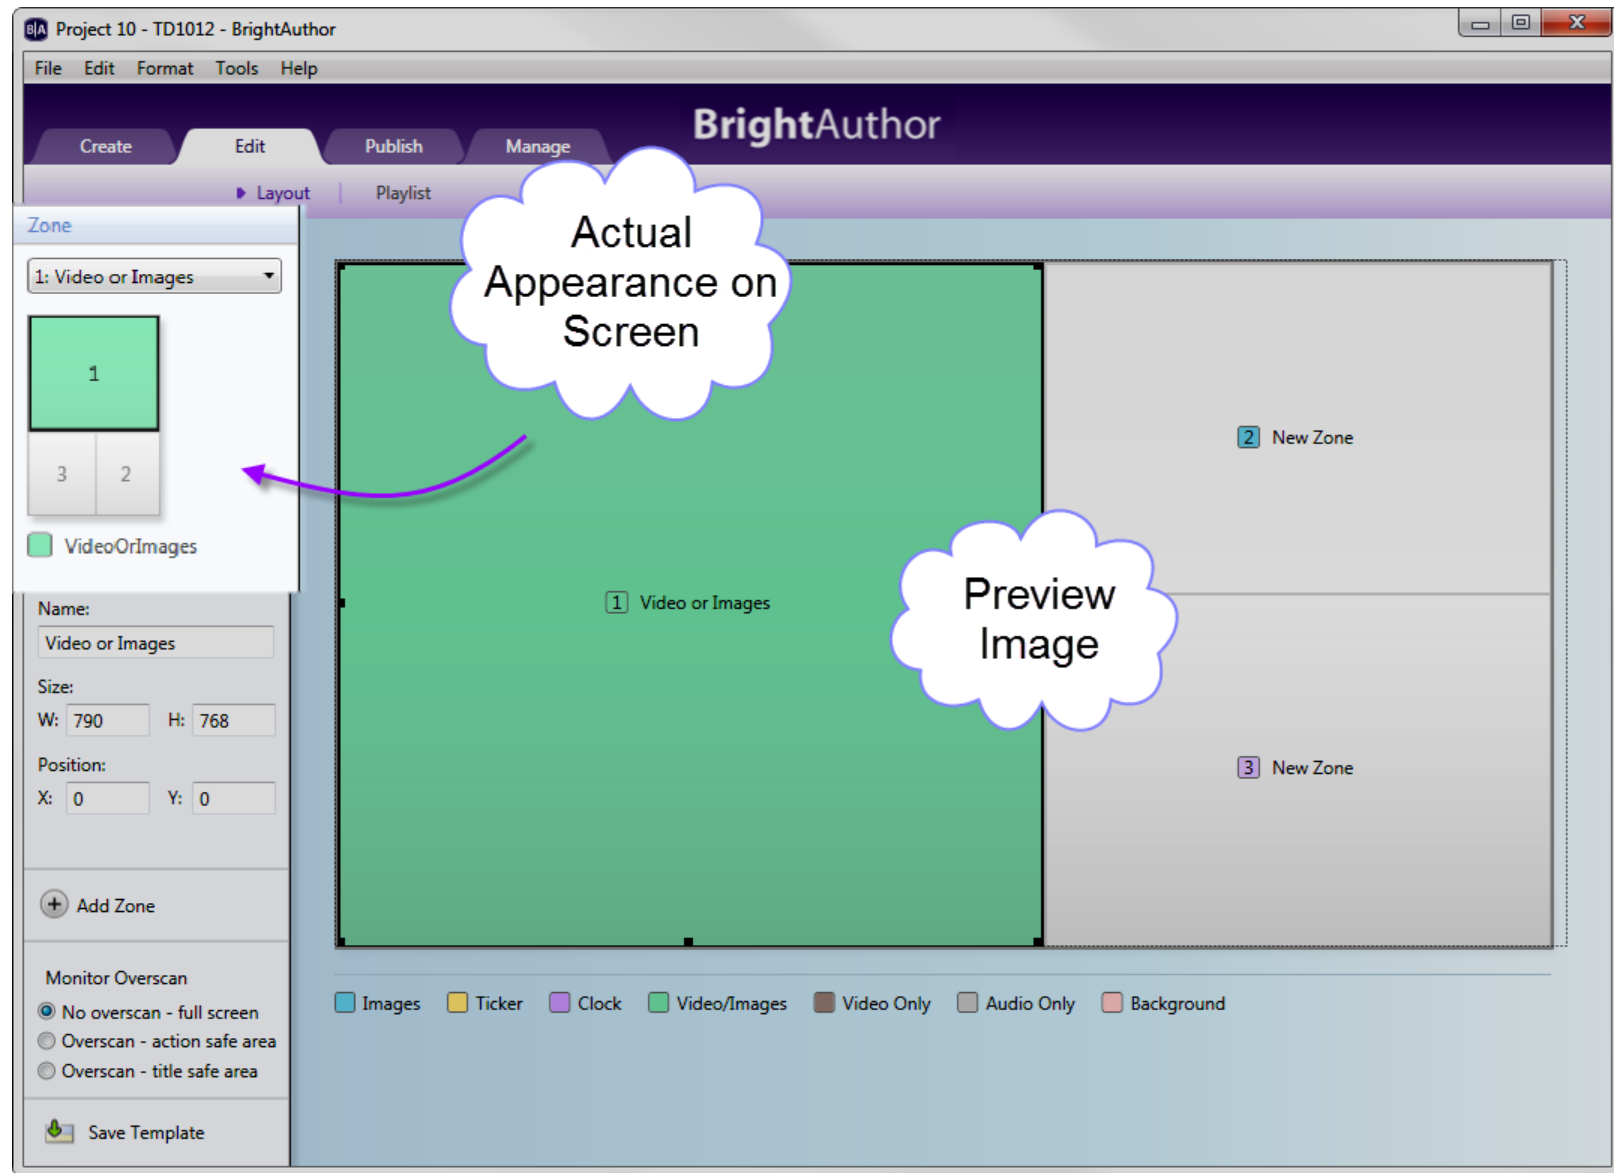 B|A Project 10 - TD1012 - BrightAuthor
File Edit Format Tools Help
BrightAuthor
Create Edit Publish Manage
Layout Playlist
Zone
1: Video or Images
1
3 2
VideoOrImages
Name:
Video or Images
Size:
W: 790 H: 768
Position:
X: 0 Y: 0
Add Zone
Monitor Overscan
No overscan - full screen
Overscan - action safe area
Overscan - title safe area
Save Template
Actual
Appearance on
Screen
1 Video or Images
2 New Zone
Preview
Image
3 New Zone
Images Ticker Clock Video/Images Video Only Audio Only Background